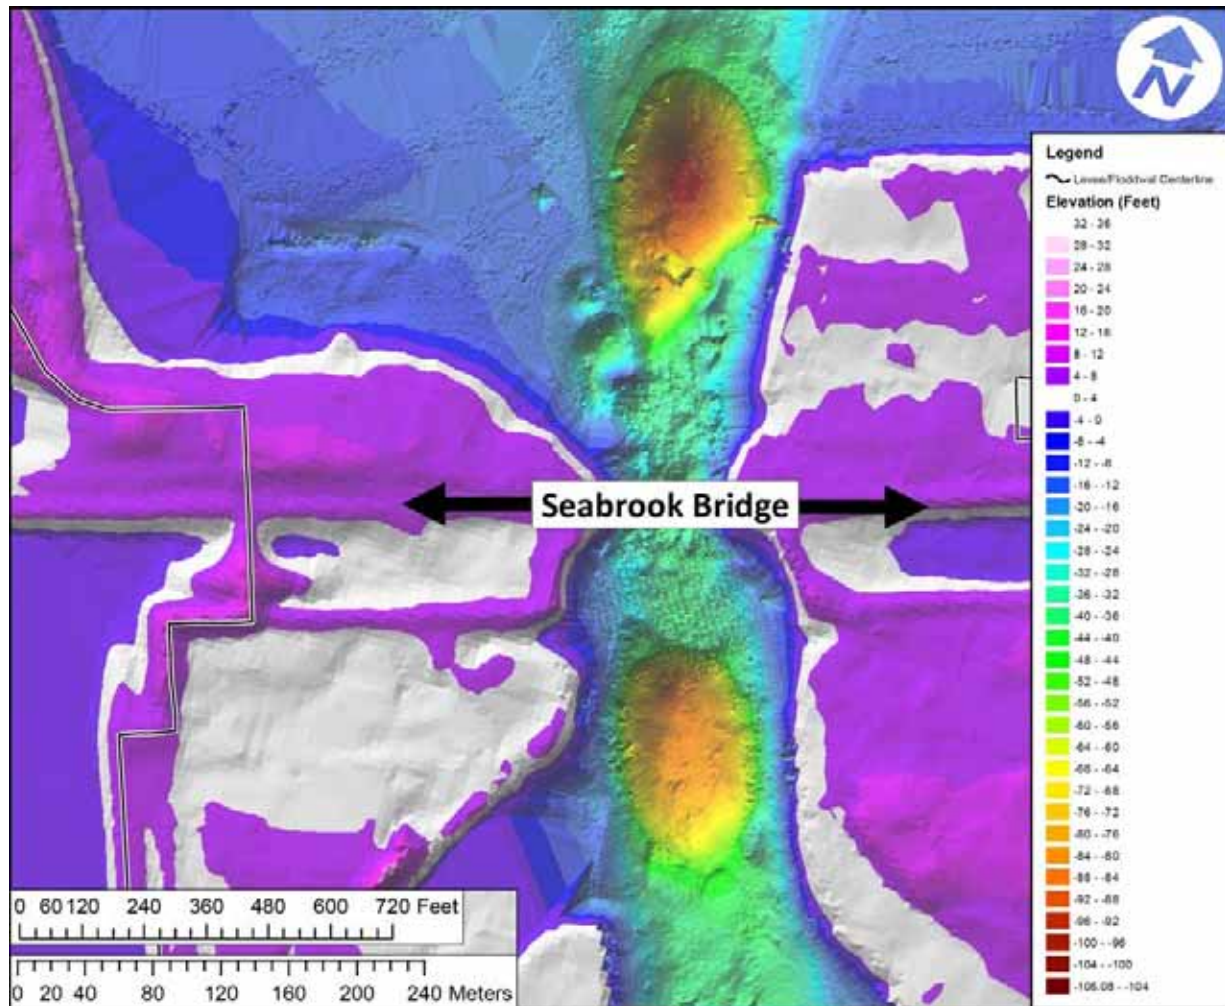 N
Legend
Levee/Floodwal Centerline
Elevation (Feet)
32 - 36
28 - 32
24 - 28
20 - 24
16 - 20
12 - 16
8 - 12
4 - 8
0 - 4
-4 - 0
-8 - -4
-12 - -8
-16 - -12
-20 - -16
-24 - -20
-28 - -24
-32 - -28
-36 - -32
-40 - -36
-44 - -40
-48 - -44
-52 - -48
-56 - -52
-60 - -56
-64 - -60
-68 - -64
-72 - -68
-76 - -72
-80 - -76
-84 - -80
-88 - -84
-92 - -88
-96 - -92
-100 - -96
-104 - -100
-106.08 - -104
Seabrook Bridge
0 60 120 240 360 480 600 720 Feet
0 20 40 80 120 160 200 240 Meters